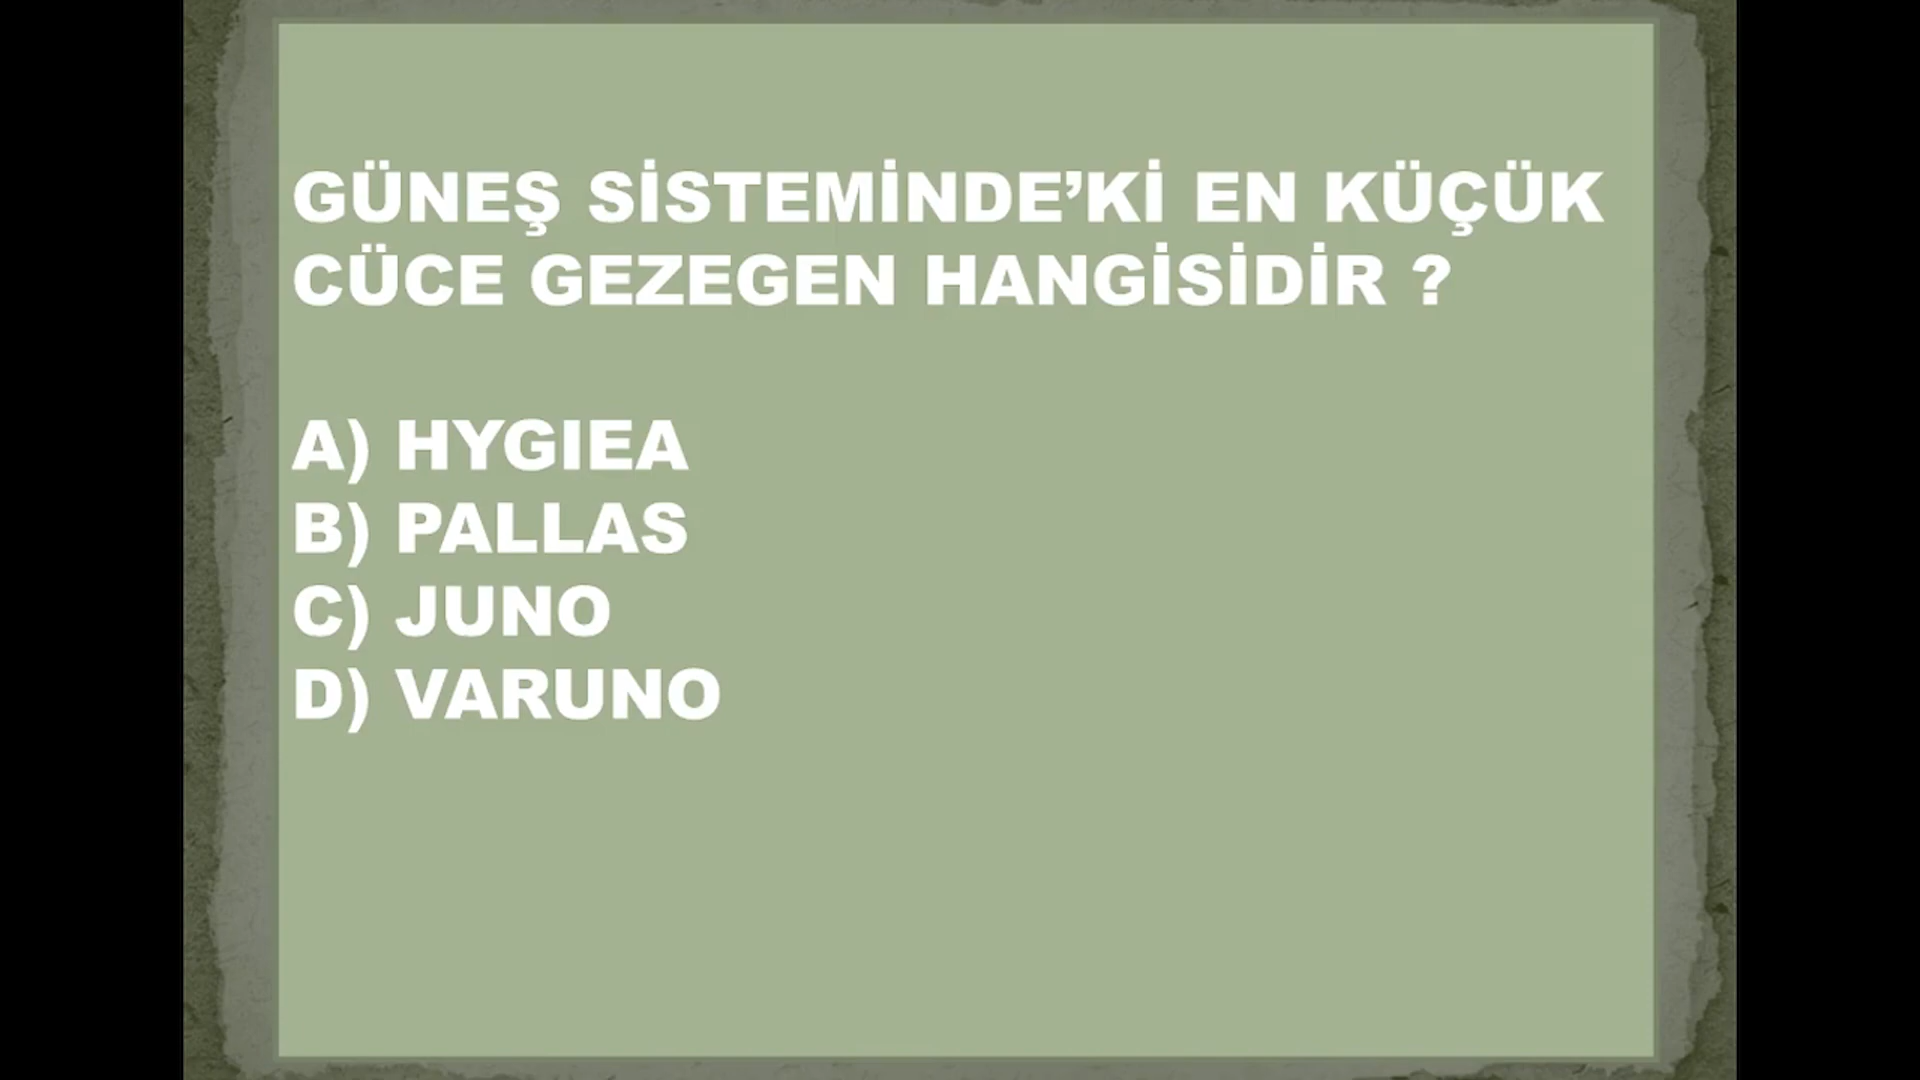 GÜNEŞ SİSTEMİNDE’Kİ EN KÜÇÜK
CÜCE GEZEGEN HANGİSİDİR ?
A) HYGIEA
B) PALLAS
C) JUNO
D) VARUNO